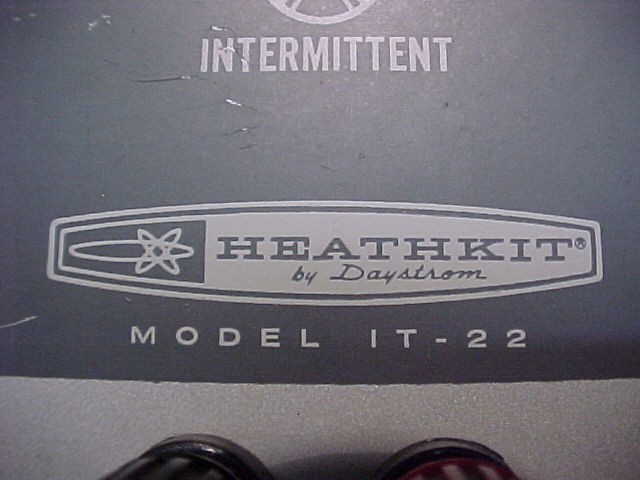 INTERMITTENT
HEATHKIT®
by Daystrom
MODEL IT-22